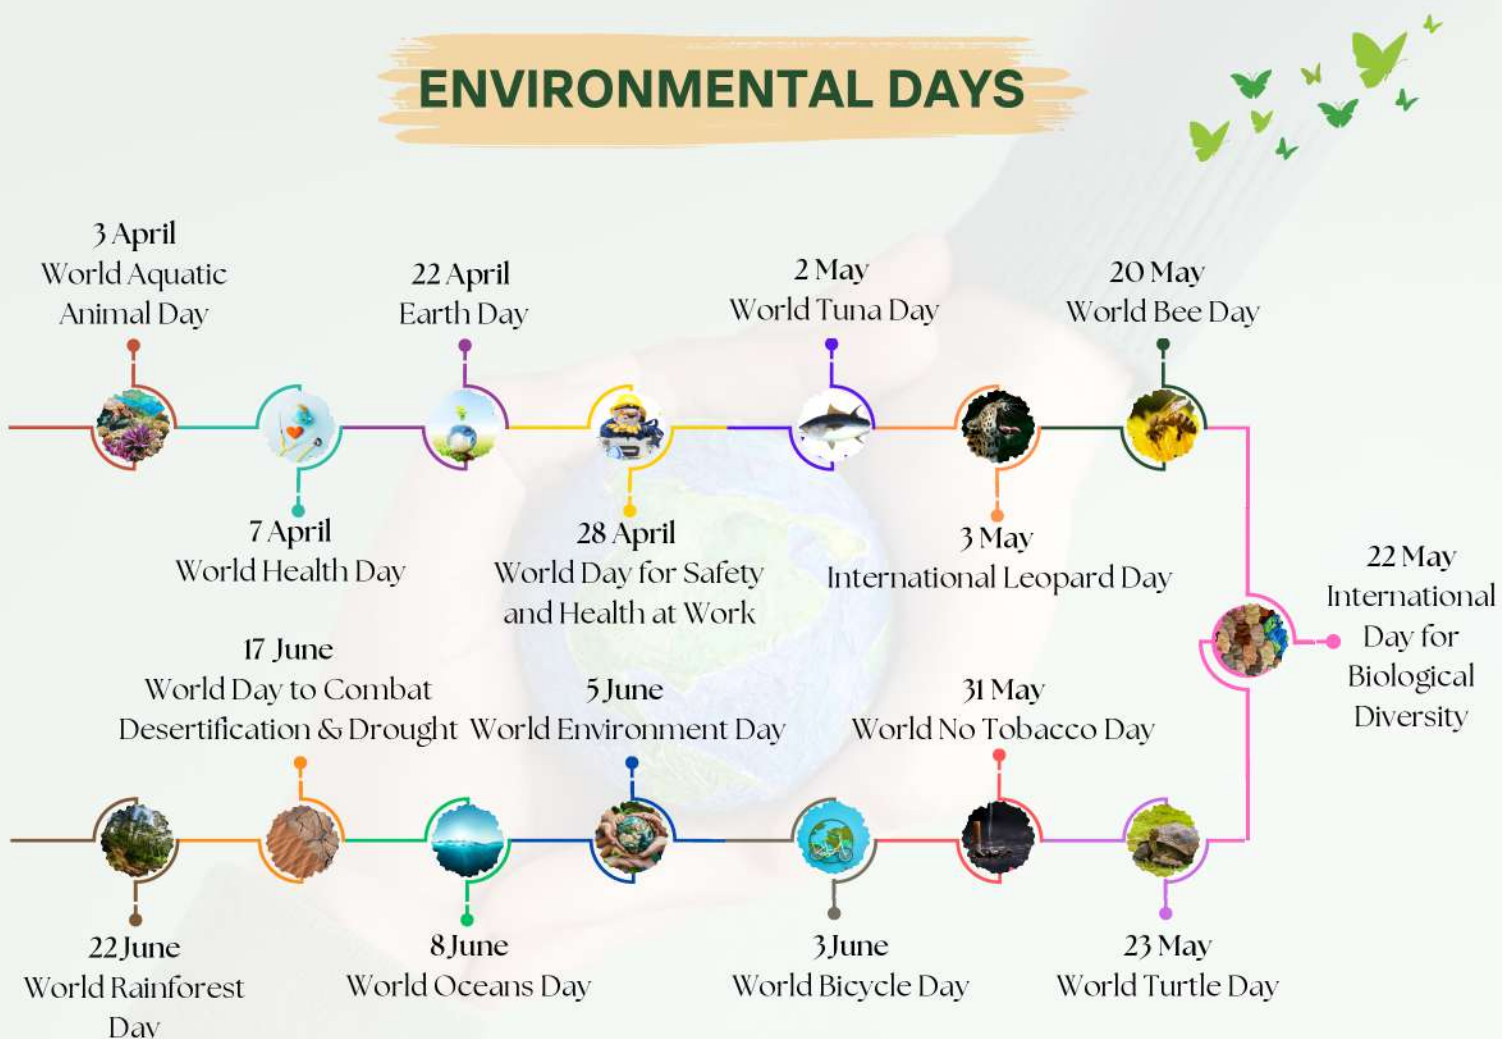 ENVIRONMENTAL DAYS
3 April
World Aquatic
Animal Day
7 April
World Health Day
22 April
Earth Day
28 April
World Day for Safety
and Health at Work
2 May
World Tuna Day
3 May
International Leopard Day
20 May
World Bee Day
22 May
International
Day for
Biological
Diversity
23 May
World Turtle Day
31 May
World No Tobacco Day
3 June
World Bicycle Day
5 June
World Environment Day
8 June
World Oceans Day
17 June
World Day to Combat
Desertification & Drought
22 June
World Rainforest
Day